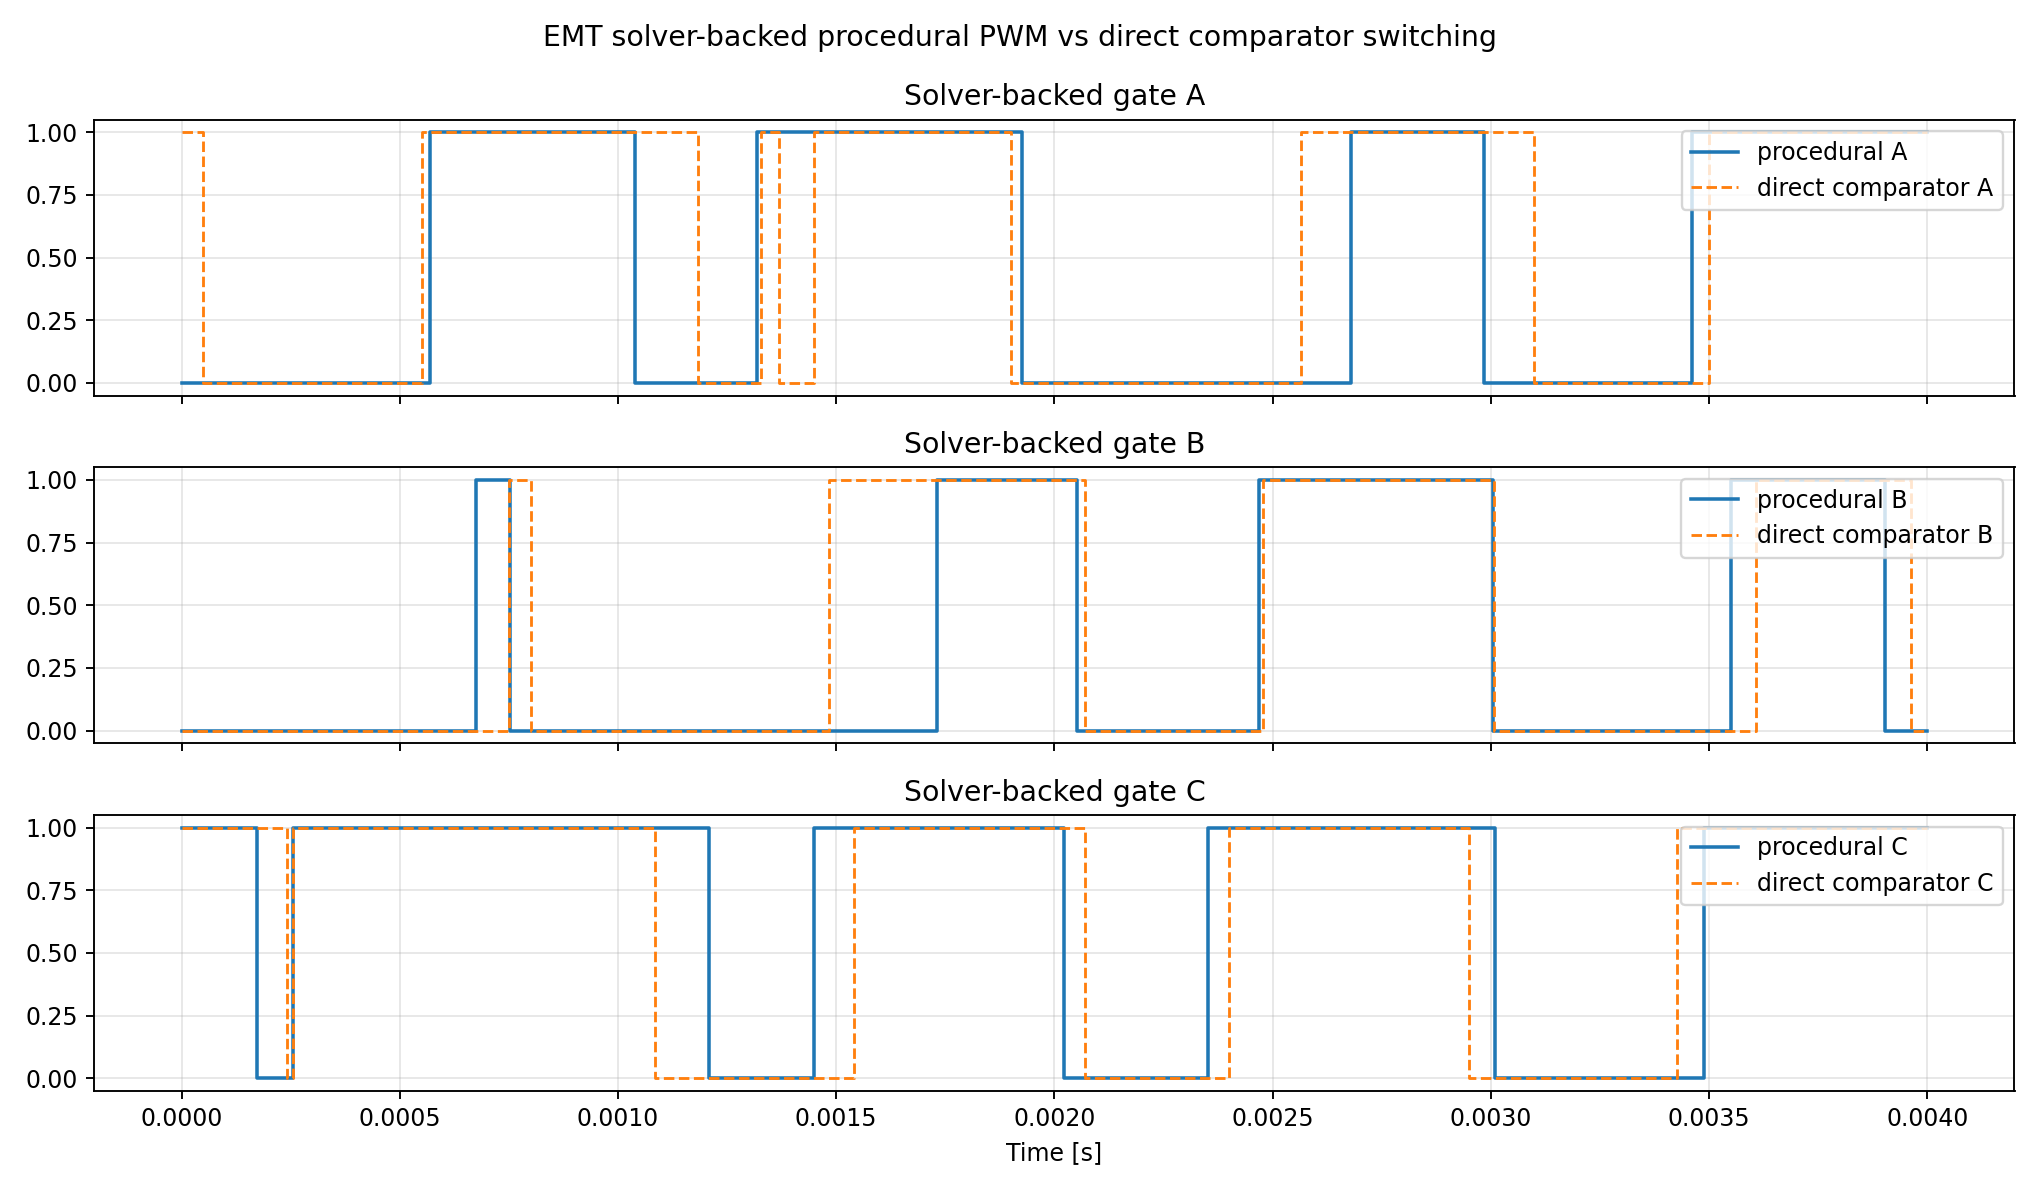 EMT solver-backed procedural PWM vs direct comparator switching
Solver-backed gate A
1.00
0.75
0.50
0.25
0.00
procedural A
direct comparator A
Solver-backed gate B
1.00
0.75
0.50
0.25
0.00
procedural B
direct comparator B
Solver-backed gate C
1.00
0.75
0.50
0.25
0.00
procedural C
direct comparator C
0.0000 0.0005 0.0010 0.0015 0.0020 0.0025 0.0030 0.0035 0.0040
Time [s]